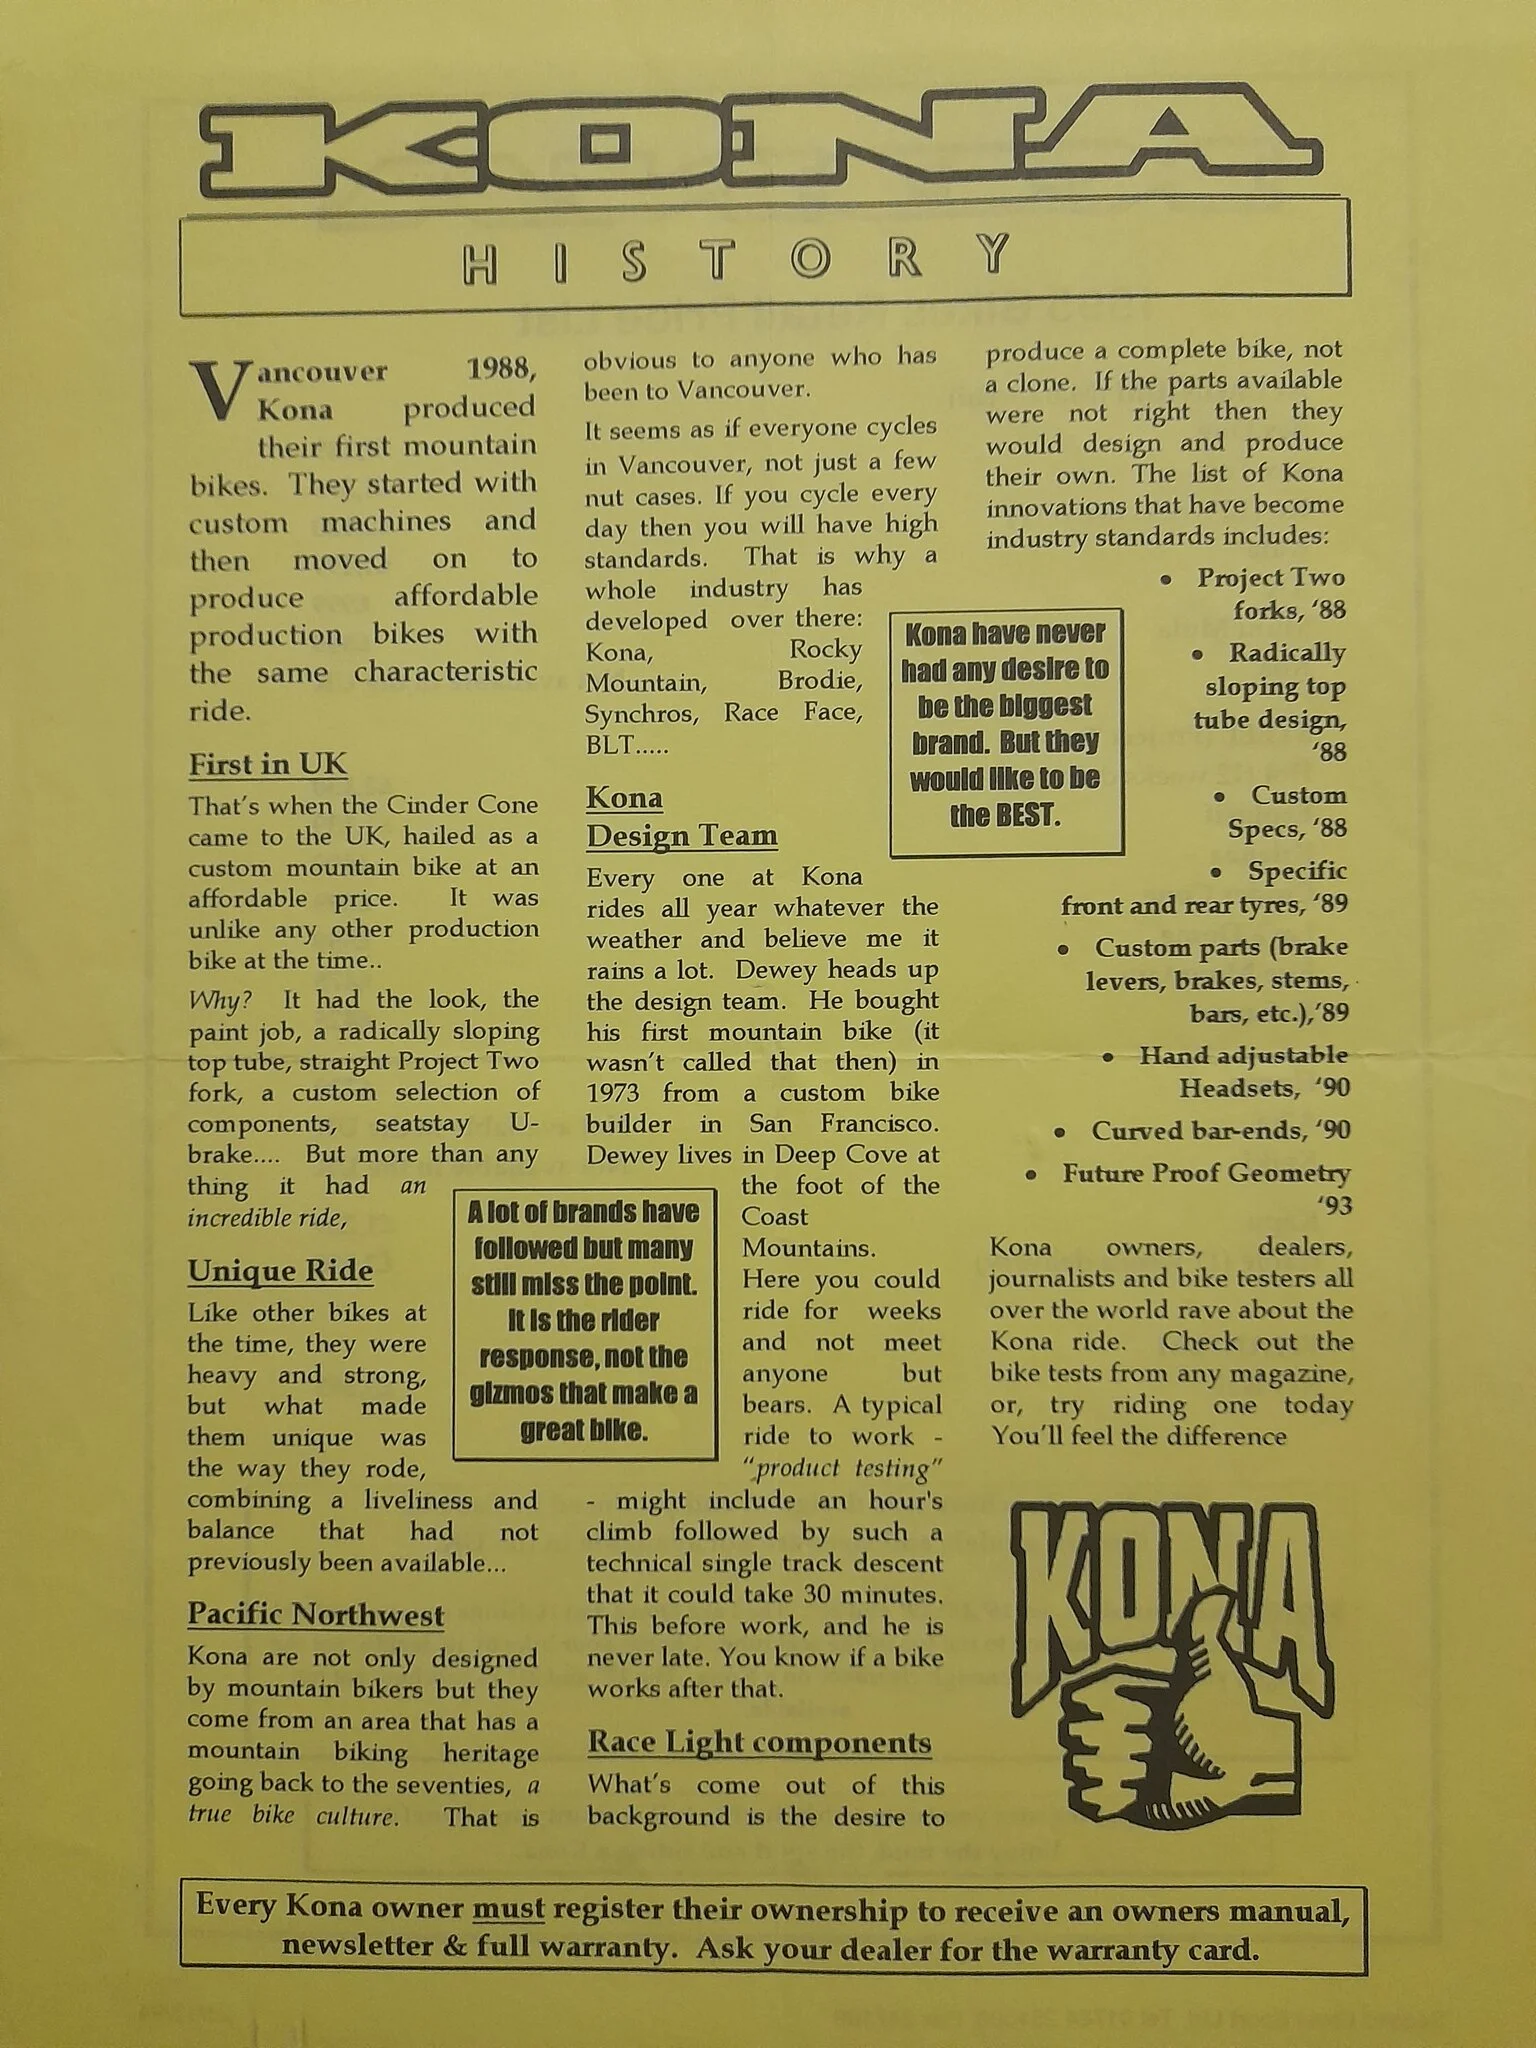 KONA
HISTORY
Vancouver 1988,
Kona produced
their first mountain
bikes. They started with
custom machines and
then moved on to
produce affordable
production bikes with
the same characteristic
ride.
First in UK
That's when the Cinder Cone
came to the UK, hailed as a
custom mountain bike at an
affordable price. It was
unlike any other production
bike at the time..
Why? It had the look, the
paint job, a radically sloping
top tube, straight Project Two
fork, a custom selection of
components, seatstay U-
brake.... But more than any
thing it had an
incredible ride,
Unique Ride
Like other bikes at
the time, they were
heavy and strong,
but what made
them unique was
the way they rode,
combining a liveliness and
balance that had not
previously been available...
Pacific Northwest
Kona are not only designed
by mountain bikers but they
come from an area that has a
mountain biking heritage
going back to the seventies, a
true bike culture. That is
A lot of brands have
followed but many
still miss the point.
It is the rider
response, not the
gizmos that make a
great bike.
obvious to anyone who has
been to Vancouver.
It seems as if everyone cycles
in Vancouver, not just a few
nut cases. If you cycle every
day then you will have high
standards. That is why a
whole industry has
developed over there:
Kona, Rocky
Mountain, Brodie,
Synchros, Race Face,
BLT.....
Kona
Design Team
Every one at Kona
rides all year whatever the
weather and believe me it
rains a lot. Dewey heads up
the design team. He bought
his first mountain bike (it
wasn't called that then) in
1973 from a custom bike
builder in San Francisco.
Dewey lives in Deep Cove at
the foot of the
Coast
Mountains.
Here you could
ride for weeks
and not meet
anyone but
bears. A typical
ride to work -
"product testing"
- might include an hour's
climb followed by such a
technical single track descent
that it could take 30 minutes.
This before work, and he is
never late. You know if a bike
works after that.
Race Light components
What's come out of this
background is the desire to
Kona have never
had any desire to
be the biggest
brand. But they
would like to be
the BEST.
produce a complete bike, not
a clone. If the parts available
were not right then they
would design and produce
their own. The list of Kona
innovations that have become
industry standards includes:
• Project Two
forks, '88
• Radically
sloping top
tube design,
'88
• Custom
Specs, '88
• Specific
front and rear tyres, '89
• Custom parts (brake
levers, brakes, stems,
bars, etc.),'89
• Hand adjustable
Headsets, '90
• Curved bar-ends, '90
• Future Proof Geometry
'93
Kona owners, dealers,
journalists and bike testers all
over the world rave about the
Kona ride. Check out the
bike tests from any magazine,
or, try riding one today
You'll feel the difference
KONA
Every Kona owner must register their ownership to receive an owners manual,
newsletter & full warranty. Ask your dealer for the warranty card.